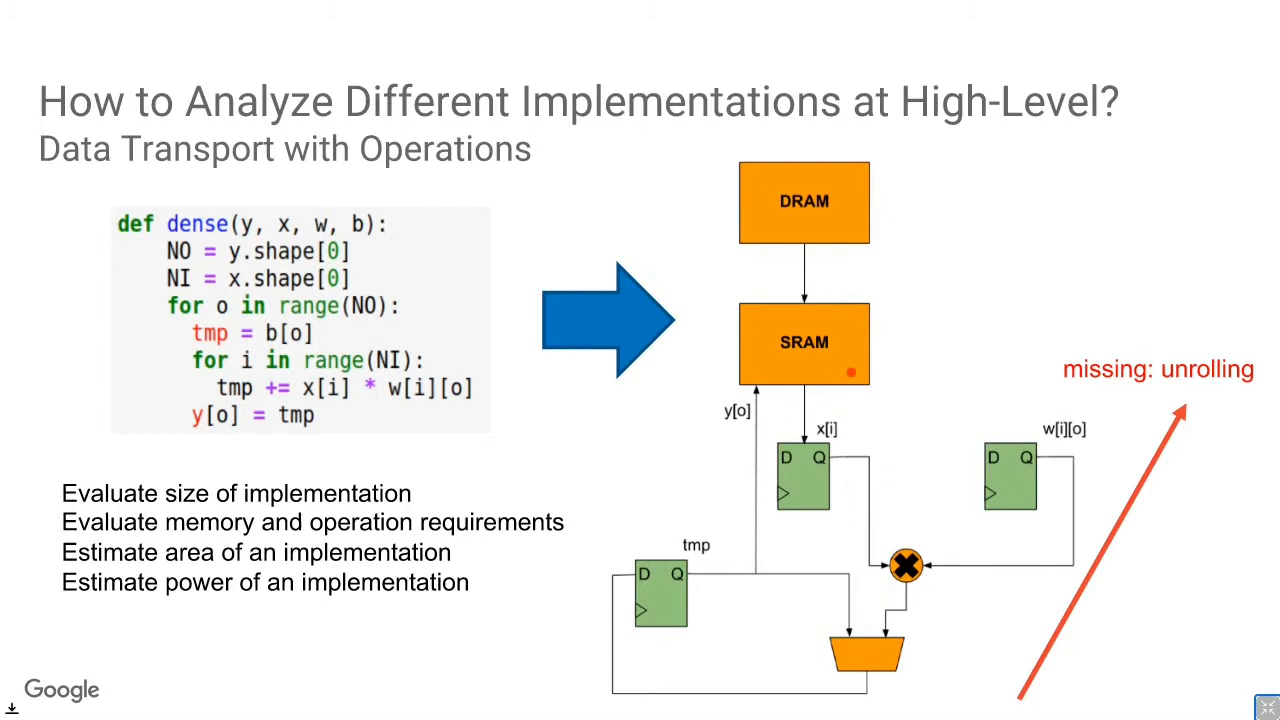 How to Analyze Different Implementations at High-Level?
Data Transport with Operations
def dense(y, x, w, b):
NO = y.shape[0]
NI = x.shape[0]
for o in range(NO):
tmp = b[o]
for i in range(NI):
tmp += x[i] * w[i][o]
y[o] = tmp
Evaluate size of implementation
Evaluate memory and operation requirements
Estimate area of an implementation
Estimate power of an implementation
DRAM
SRAM
missing: unrolling
y[o]
x[i]
w[i][o]
D Q
D Q
tmp
D Q
Google